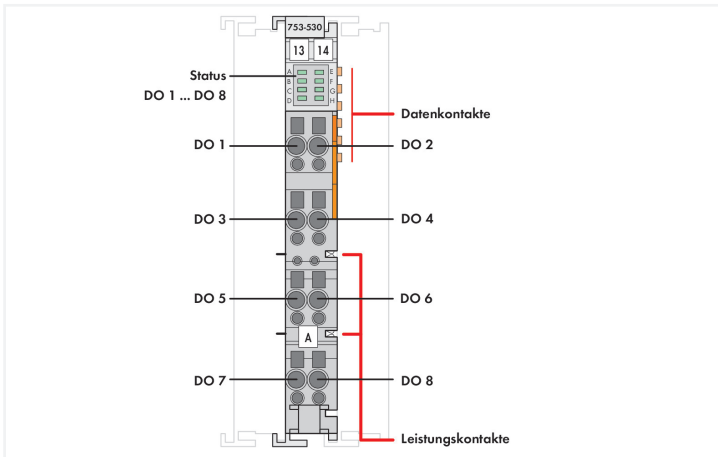 753-530
13 14
A E
Status
B F
C G
DO 1 ... DO 8
D H
Datenkontakte
DO 1 DO 2
DO 3 DO 4
DO 5 DO 6
A
DO 7 DO 8
Leistungskontakte